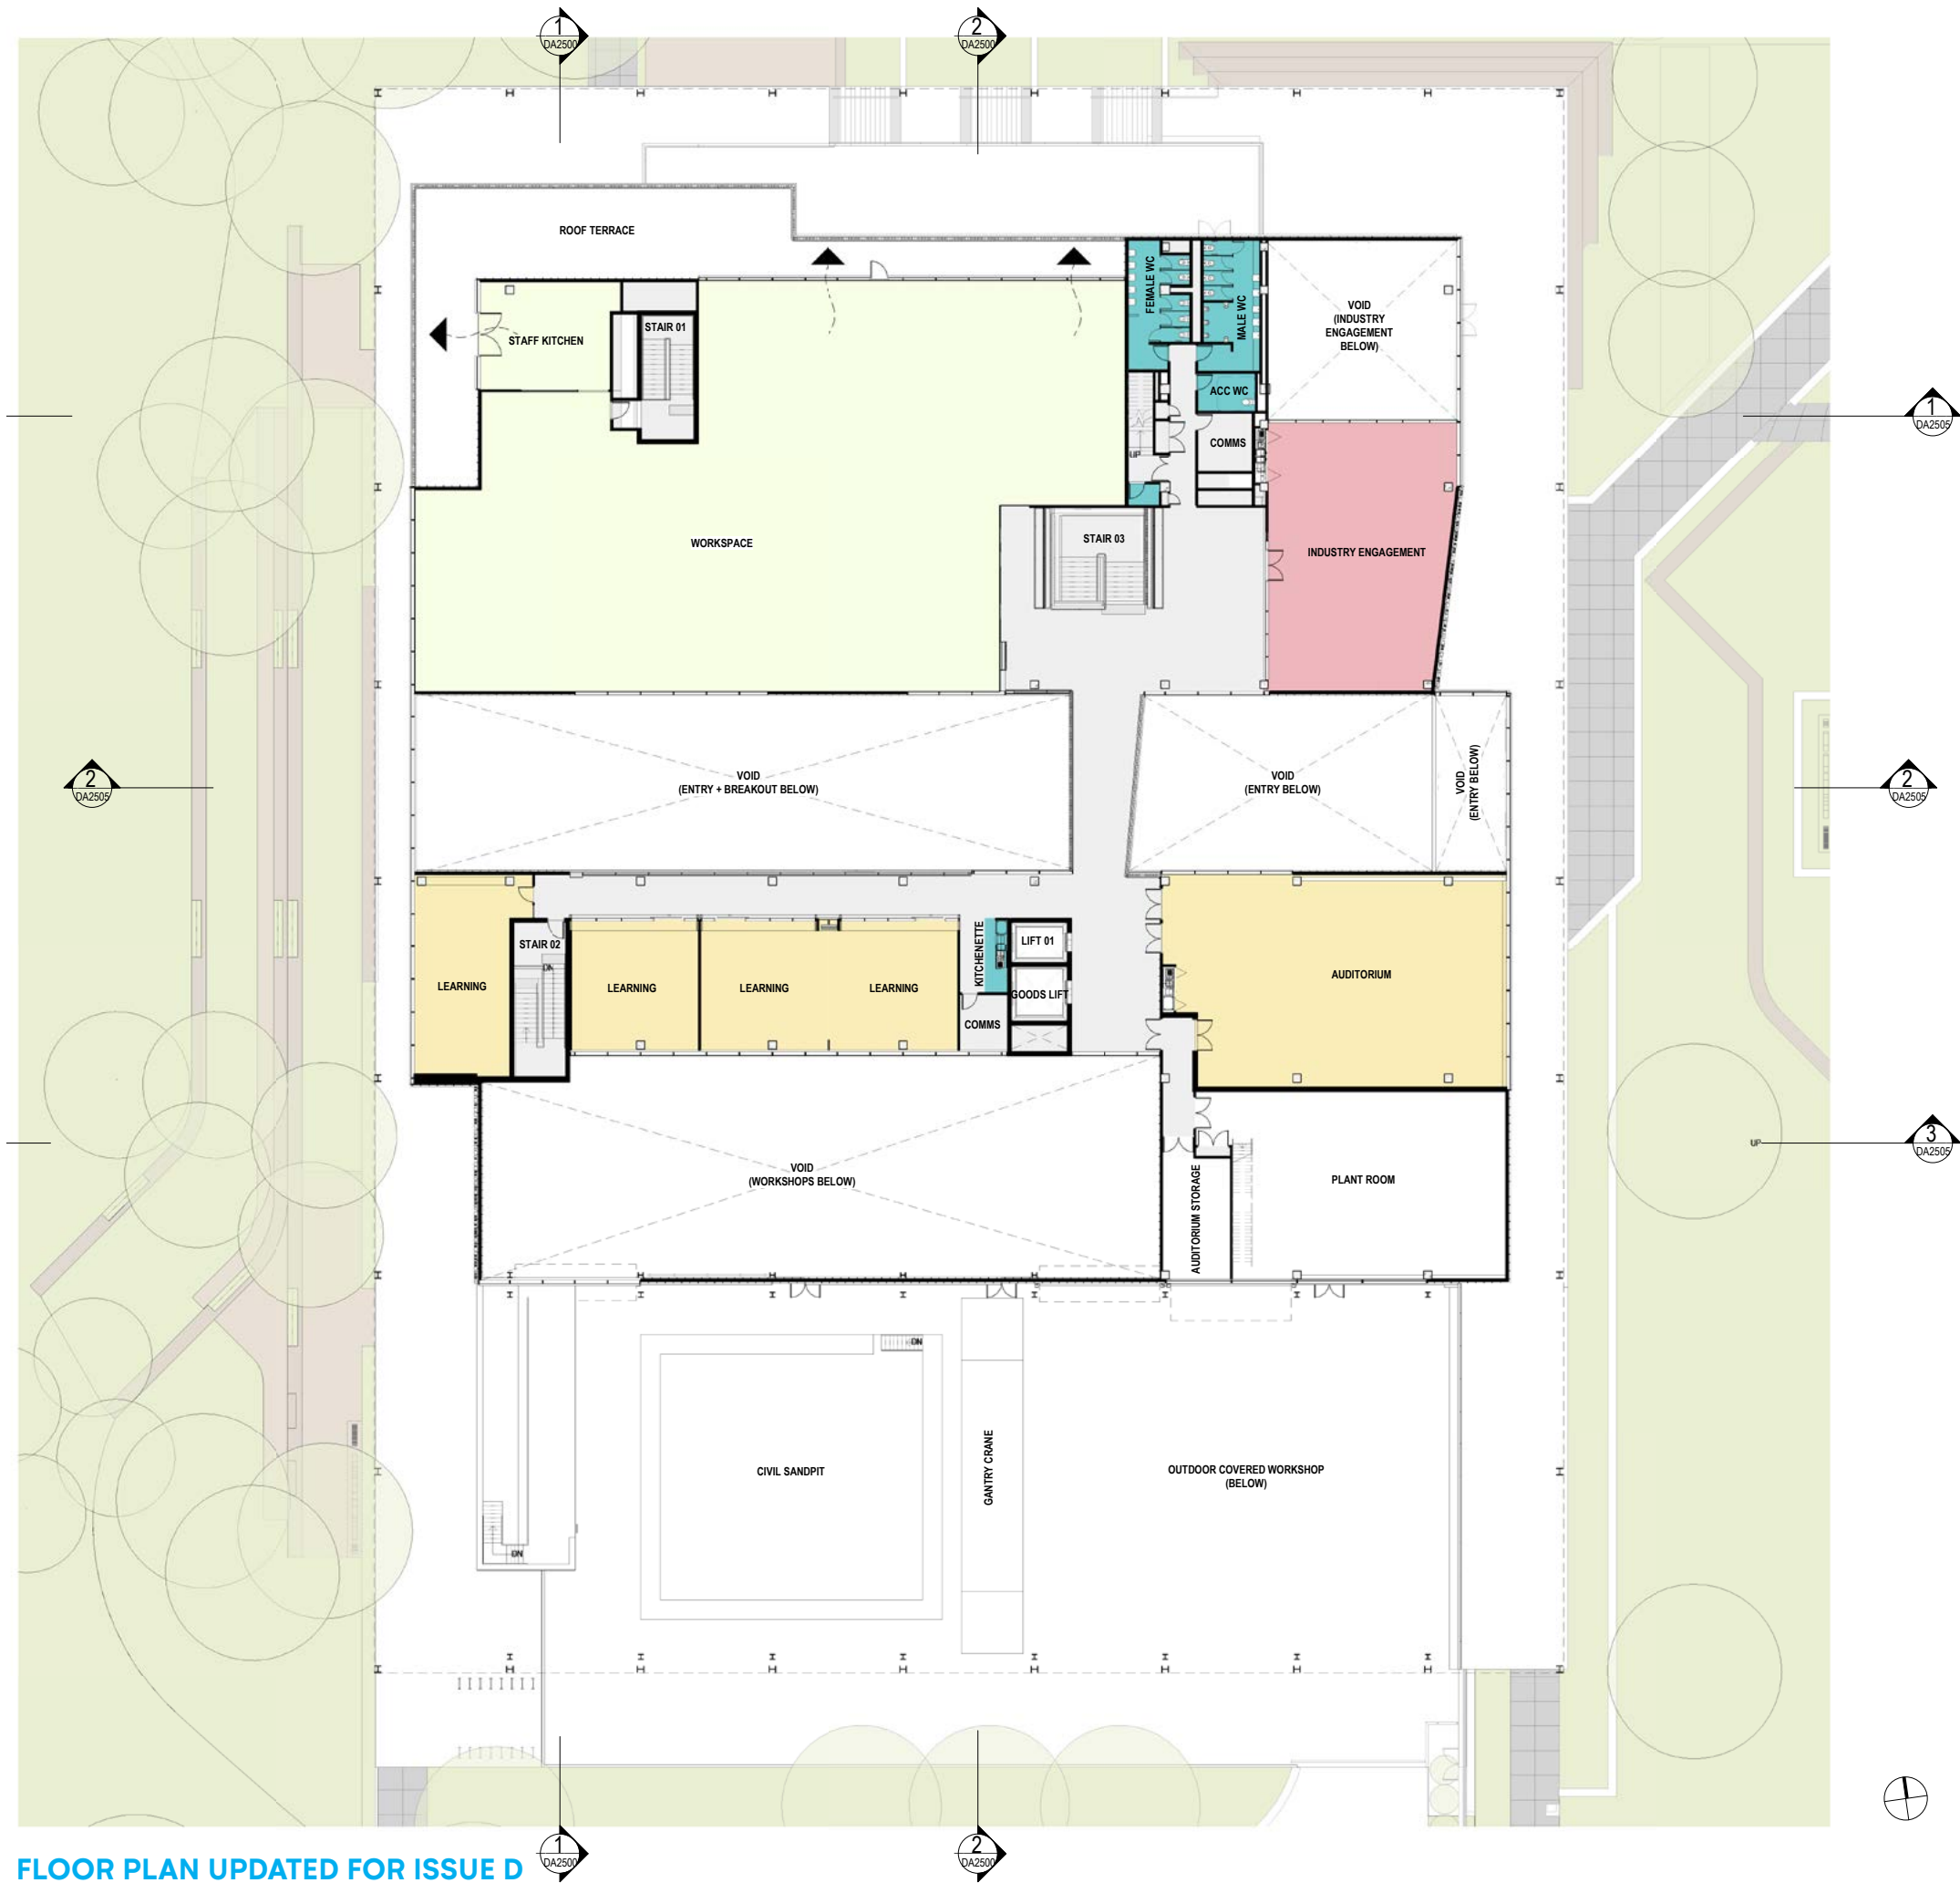 1
DA2500
2
DA2500
ROOF TERRACE
FEMALE WC
MALE WC
VOID
(INDUSTRY
ENGAGEMENT
BELOW)
STAIR 01
STAFF KITCHEN
ACC WC
1
DA2505
COMMS
UP
STAIR 03
WORKSPACE
INDUSTRY ENGAGEMENT
VOID
(ENTRY + BREAKOUT BELOW)
VOID
(ENTRY BELOW)
VOID
(ENTRY BELOW)
2
DA2505
2
DA2505
STAIR 02
DN
KITCHENETTE
LIFT 01
LEARNING
LEARNING
LEARNING
LEARNING
GOODS LIFT
COMMS
AUDITORIUM
VOID
(WORKSHOPS BELOW)
AUDITORIUM STORAGE
PLANT ROOM
UP
3
DA2505
DN
CIVIL SANDPIT
GANTRY CRANE
OUTDOOR COVERED WORKSHOP
(BELOW)
DN
1
DA2500
2
DA2500
FLOOR PLAN UPDATED FOR ISSUE D